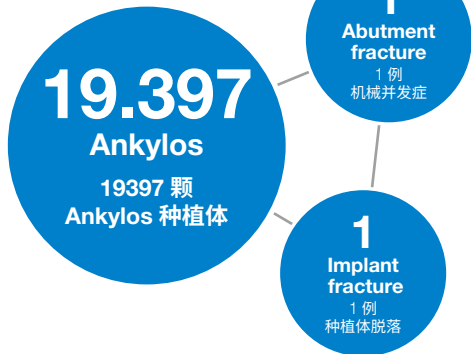 19.397
Ankylos
19397 颗
Ankylos 种植体
1
Abutment
fracture
1 例
机械并发症
1
Implant
fracture
1 例
种植体脱落